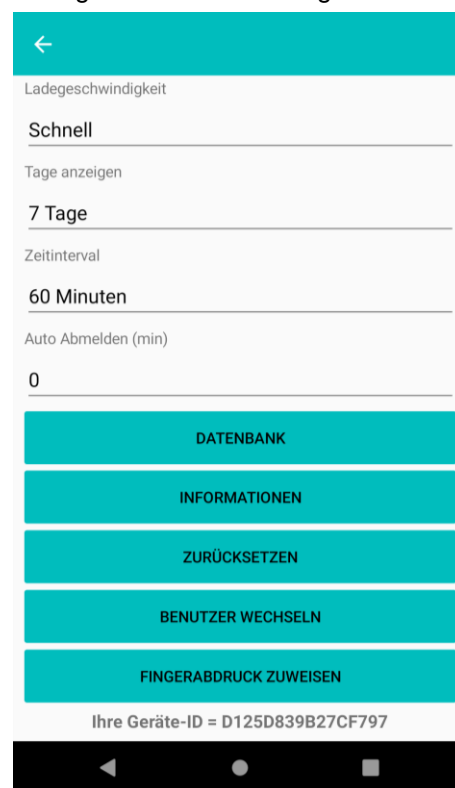 Ladegeschwindigkeit
Schnell
Tage anzeigen
7 Tage
Zeitinterval
60 Minuten
Auto Abmelden (min)
0
DATENBANK
INFORMATIONEN
ZURÜCKSETZEN
BENUTZER WECHSELN
FINGERABDRUCK ZUWEISEN
Ihre Geräte-ID = D125D839B27CF797